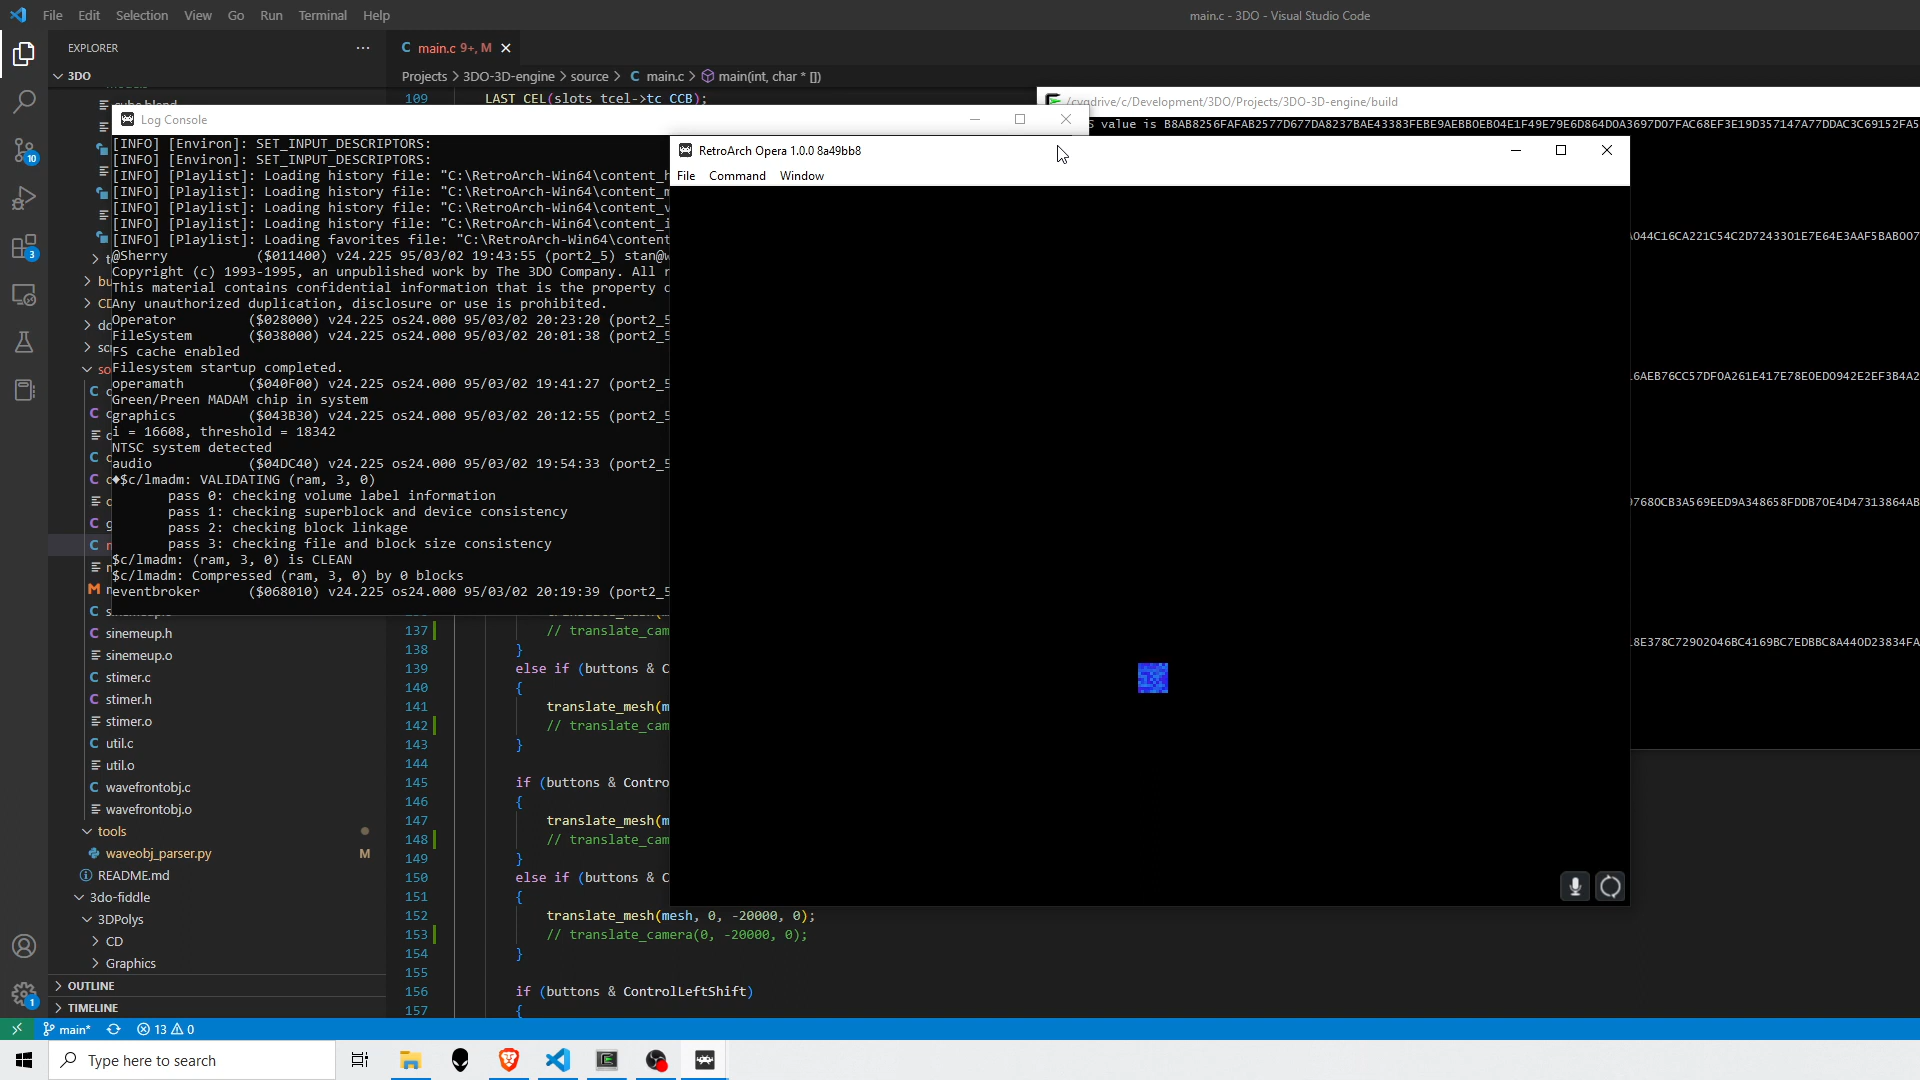 File Edit Selection View Go Run Terminal Help
main.c - 3DO - Visual Studio Code
EXPLORER
main.c 9+, M
3DO
Projects > 3DO-3D-engine > source > C main.c > main(int, char * [])
109 LAST_CEL(slots_tcel->tc_CCB);
/cygdrive/c/Development/3DO/Projects/3DO-3D-engine/build
Log Console
value is B8AB8256FAFAB2577D677DA8237BAE43383FEBE9AEBB0EB04E1F49E79E6D864D0A3697D07FAC68EF3E19D357147A77DDAC3C69152FA5
RetroArch Opera 1.0.0 8a49bb8
File Command Window
[INFO] [Environ]: SET_INPUT_DESCRIPTORS:
[INFO] [Environ]: SET_INPUT_DESCRIPTORS:
[INFO] [Playlist]: Loading history file: "C:\RetroArch-Win64\content_h
[INFO] [Playlist]: Loading history file: "C:\RetroArch-Win64\content_m
[INFO] [Playlist]: Loading history file: "C:\RetroArch-Win64\content_v
[INFO] [Playlist]: Loading history file: "C:\RetroArch-Win64\content_i
[INFO] [Playlist]: Loading favorites file: "C:\RetroArch-Win64\content
@Sherry ($011400) v24.225 95/03/02 19:43:55 (port2_5) stan@w
Copyright (c) 1993-1995, an unpublished work by The 3DO Company. All r
This material contains confidential information that is the property o
Any unauthorized duplication, disclosure or use is prohibited.
Operator ($028000) v24.225 os24.000 95/03/02 20:23:20 (port2_5
FileSystem ($038000) v24.225 os24.000 95/03/02 20:01:38 (port2_5
FS cache enabled
Filesystem startup completed.
operamath ($040F00) v24.225 os24.000 95/03/02 19:41:27 (port2_5
Green/Preen MADAM chip in system
graphics ($043B30) v24.225 os24.000 95/03/02 20:12:55 (port2_5
i = 16608, threshold = 18342
NTSC system detected
audio ($04DC40) v24.225 os24.000 95/03/02 19:54:33 (port2_5
♦$c/lmadm: VALIDATING (ram, 3, 0)
pass 0: checking volume label information
pass 1: checking superblock and device consistency
pass 2: checking block linkage
pass 3: checking file and block size consistency
$c/lmadm: (ram, 3, 0) is CLEAN
$c/lmadm: Compressed (ram, 3, 0) by 0 blocks
eventbroker ($068010) v24.225 os24.000 95/03/02 20:19:39 (port2_5
A044C16CA221C54C2D7243301E7E64E3AAF5BAB007
6AEB76CC57DF0A261E417E78E0ED0942E2EF3B4A2
07680CB3A569EED9A348658FDDB70E4D47313864AB
8E378C72902046BC4169BC7EDBBC8A440D23834FA
sinemeup.h
sinemeup.o
stimer.c
stimer.h
stimer.o
util.c
util.o
wavefrontobj.c
wavefrontobj.o
tools
waveobj_parser.py M
README.md
3do-fiddle
3DPolys
CD
Graphics
OUTLINE
TIMELINE
137 // translate_cam
138 }
139 else if (buttons & C
140 {
141 translate_mesh(m
142 // translate_cam
143 }
144
145 if (buttons & Contro
146 {
147 translate_mesh(m
148 // translate_cam
149 }
150 else if (buttons & C
151 {
152 translate_mesh(mesh, 0, -20000, 0);
153 // translate_camera(0, -20000, 0);
154 }
155
156 if (buttons & ControlLeftShift)
157 {
main* 13 0
Type here to search